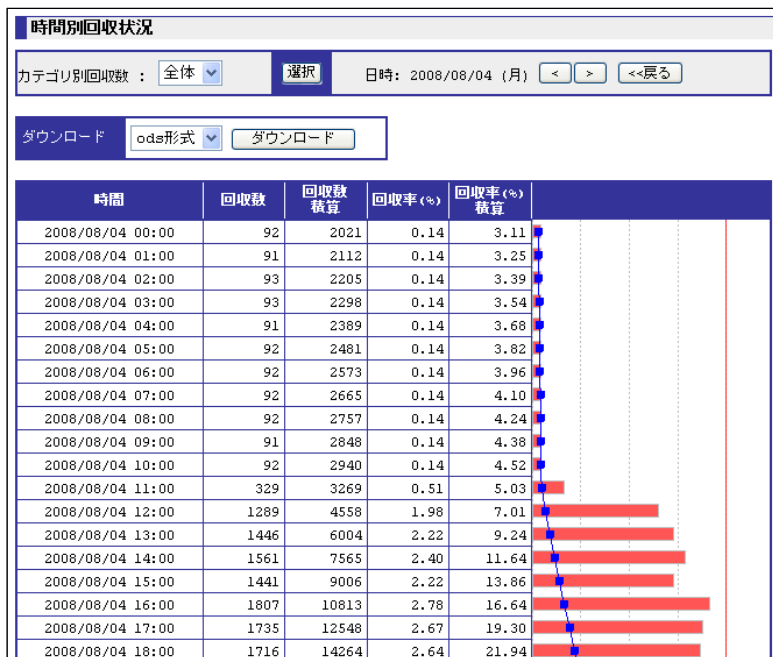 時間別回収状況
カテゴリ別回収数 : 全体 選択 日時: 2008/08/04 (月) < > <<戻る
ダウンロード ods形式 ダウンロード
時間 回収数 回収数積算 回収率(%) 回収率(%)積算
2008/08/04 00:00 92 2021 0.14 3.11
2008/08/04 01:00 91 2112 0.14 3.25
2008/08/04 02:00 93 2205 0.14 3.39
2008/08/04 03:00 93 2298 0.14 3.54
2008/08/04 04:00 91 2389 0.14 3.68
2008/08/04 05:00 92 2481 0.14 3.82
2008/08/04 06:00 92 2573 0.14 3.96
2008/08/04 07:00 92 2665 0.14 4.10
2008/08/04 08:00 92 2757 0.14 4.24
2008/08/04 09:00 91 2848 0.14 4.38
2008/08/04 10:00 92 2940 0.14 4.52
2008/08/04 11:00 329 3269 0.51 5.03
2008/08/04 12:00 1289 4558 1.98 7.01
2008/08/04 13:00 1446 6004 2.22 9.24
2008/08/04 14:00 1561 7565 2.40 11.64
2008/08/04 15:00 1441 9006 2.22 13.86
2008/08/04 16:00 1807 10813 2.78 16.64
2008/08/04 17:00 1735 12548 2.67 19.30
2008/08/04 18:00 1716 14264 2.64 21.94